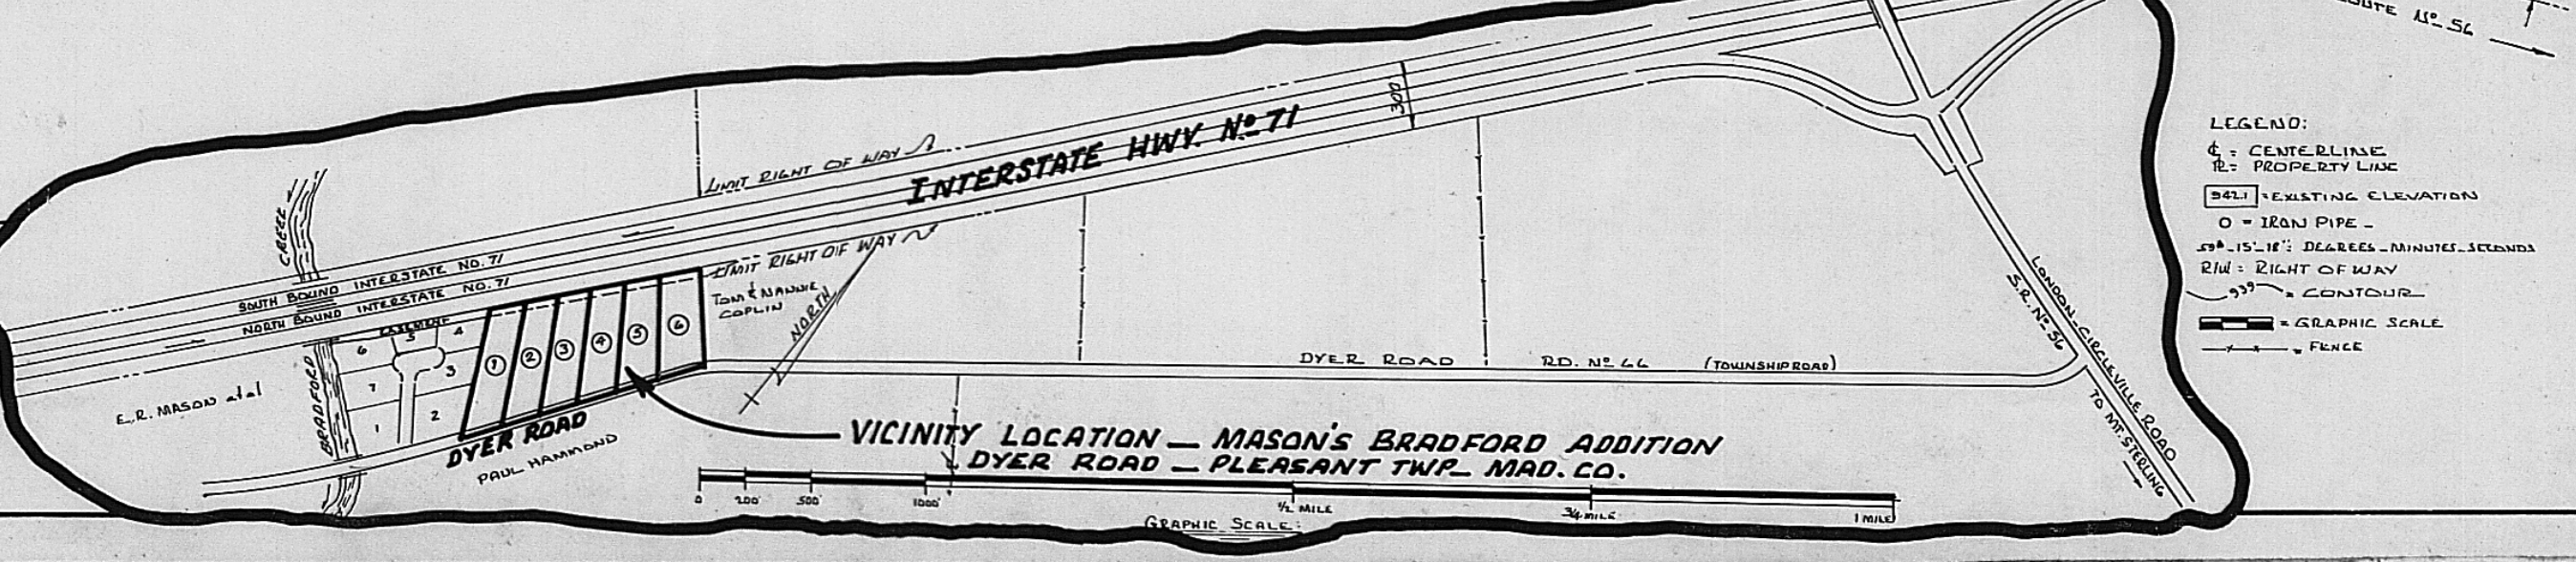 ROUTE Nº 56
300'
INTERSTATE HWY. Nº 71
LIMIT RIGHT OF WAY
CREEK
SOUTH BOUND INTERSTATE NO. 71
NORTH BOUND INTERSTATE NO. 71
LIMIT RIGHT OF WAY
TOM & NANNIE
COPLIN
NORTH
EASEMENT
6 5 4
7 3
1 2
1 2 3 4 5 6
BRADFORD
E.R. MASON et al
DYER ROAD
PAUL HAMMOND
DYER ROAD RD. Nº 66 (TOWNSHIP ROAD)
LONDON-CIRCLEVILLE ROAD
S.R. Nº 56
TO MT. STERLING
VICINITY LOCATION — MASON'S BRADFORD ADDITION
DYER ROAD — PLEASANT TWP— MAD. CO.
0 200' 500' 1000' 1/2 MILE 3/4 MILE 1 MILE
GRAPHIC SCALE:
LEGEND:
℄ = CENTERLINE
PL = PROPERTY LINE
942.1 = EXISTING ELEVATION
O = IRON PIPE -
59°-15'-18": DEGREES-MINUTES-SECONDS
R/W = RIGHT OF WAY
939 = CONTOUR
= GRAPHIC SCALE
= FENCE